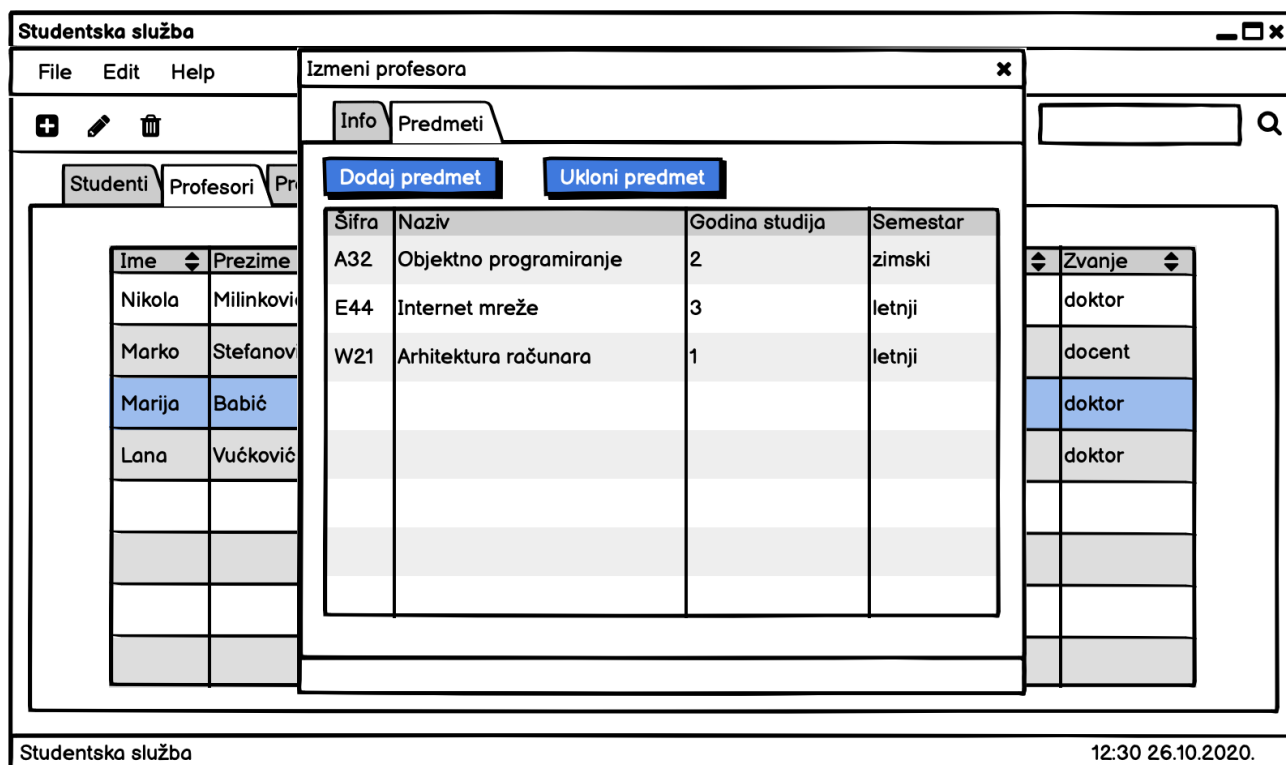 Studentska služba
File Edit Help
Izmeni profesora
Info Predmeti
Studenti Profesori
Dodaj predmet Ukloni predmet
Šifra Naziv Godina studija Semestar
A32 Objektno programiranje 2 zimski
E44 Internet mreže 3 letnji
W21 Arhitektura računara 1 letnji
Ime Prezime Zvanje
Nikola Milinković doktor
Marko Stefanovi docent
Marija Babić doktor
Lana Vućković doktor
Studentska služba 12:30 26.10.2020.